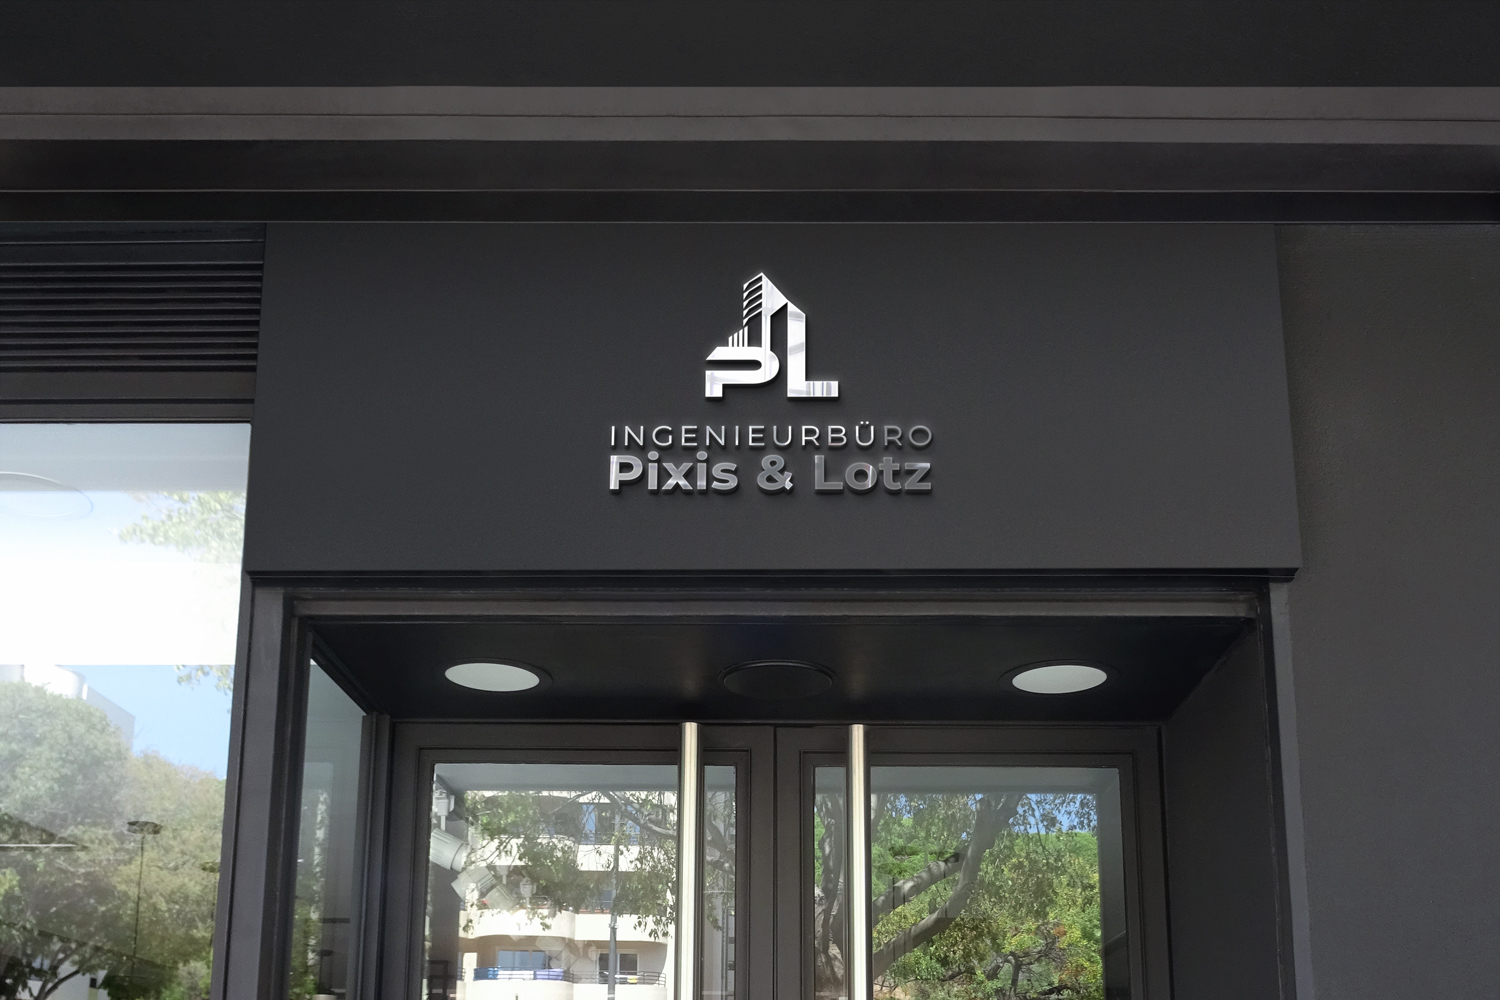 PL
INGENIEURBÜRO
Pixis & Lotz